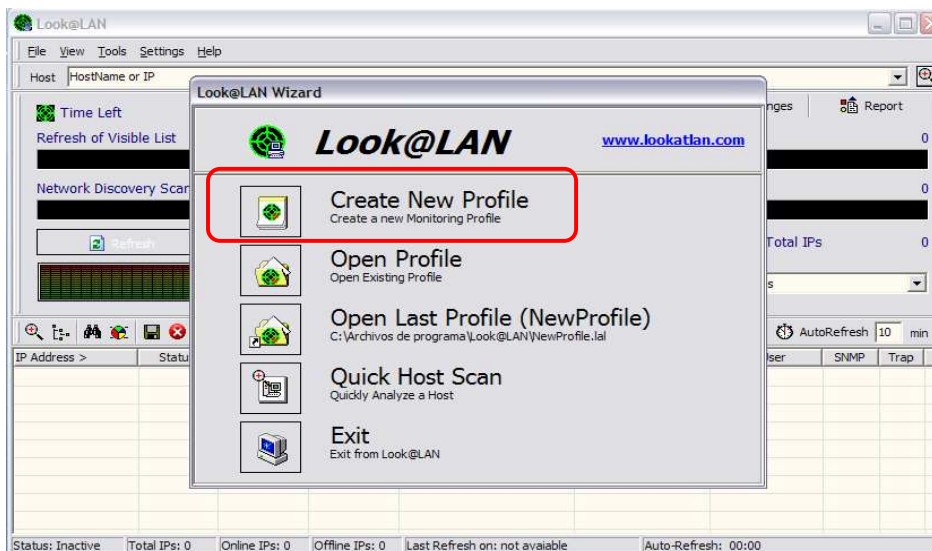 Look@LAN
File View Tools Settings Help
Host HostName or IP
Time Left
Report
Refresh of Visible List 0
Network Discovery Scan 0
Refresh
Total IPs 0
AutoRefresh 10 min
IP Address > Statu
SNMP Trap
Look@LAN Wizard
Look@LAN www.lookatlan.com
Create New Profile
Create a new Monitoring Profile
Open Profile
Open Existing Profile
Open Last Profile (NewProfile)
C:\Archivos de programa\Look@LAN\NewProfile.lal
Quick Host Scan
Quickly Analyze a Host
Exit
Exit from Look@LAN
Status: Inactive Total IPs: 0 Online IPs: 0 Offline IPs: 0 Last Refresh on: not avaiable Auto-Refresh: 00:00